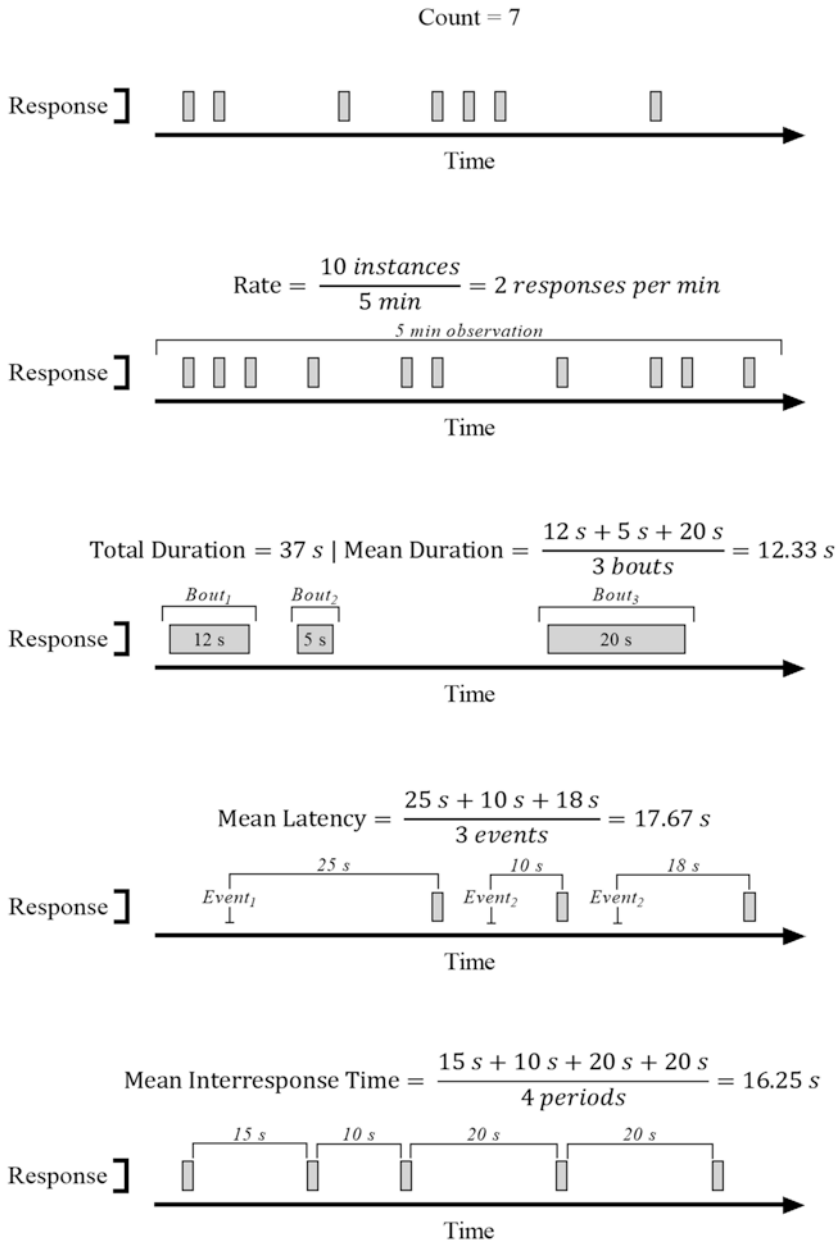 Count = 7
Response
Time
Rate = 10 instances / 5 min = 2 responses per min
5 min observation
Response
Time
Total Duration = 37 s | Mean Duration = 12 s + 5 s + 20 s / 3 bouts = 12.33 s
Bout1 Bout2 Bout3
Response 12 s 5 s 20 s
Time
Mean Latency = 25 s + 10 s + 18 s / 3 events = 17.67 s
25 s 10 s 18 s
Event1 Event2 Event2
Response
Time
Mean Interresponse Time = 15 s + 10 s + 20 s + 20 s / 4 periods = 16.25 s
15 s 10 s 20 s 20 s
Response
Time